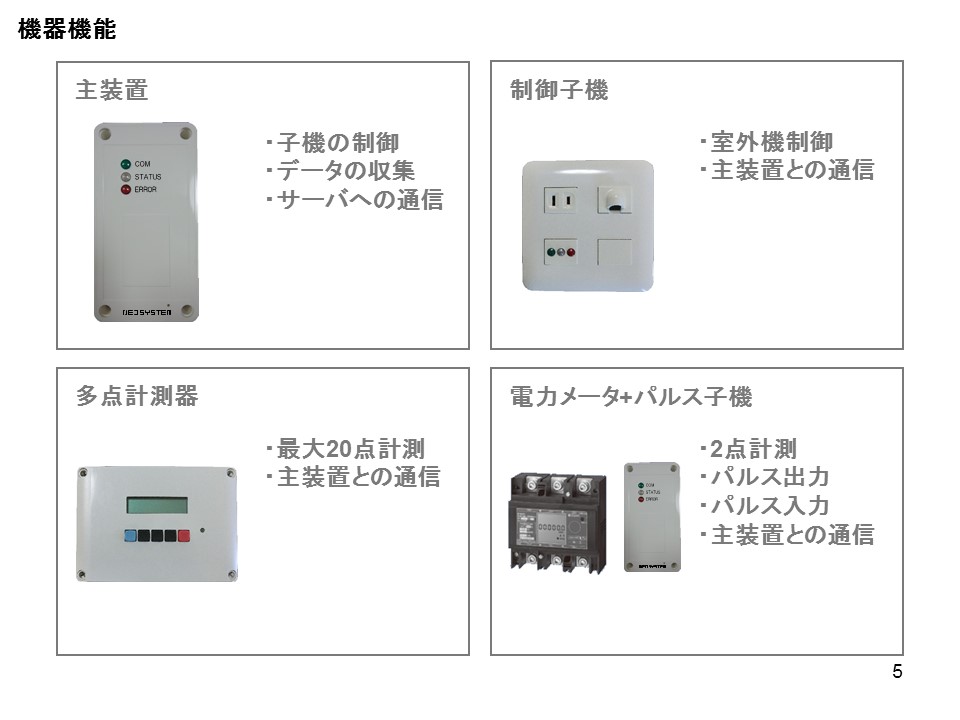 機器機能
主装置
・子機の制御
・データの収集
・サーバへの通信
COM
STATUS
ERROR
NEOSYSTEM
制御子機
・室外機制御
・主装置との通信
多点計測器
・最大20点計測
・主装置との通信
電力メータ+パルス子機
・2点計測
・パルス出力
・パルス入力
・主装置との通信
COM
STATUS
ERROR
5